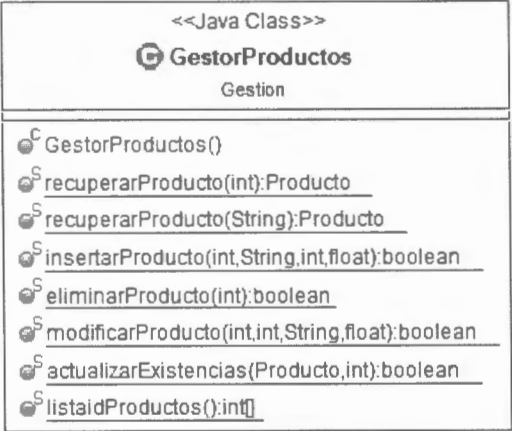 <<Java Class>>
G GestorProductos
Gestion
C GestorProductos()
S recuperarProducto(int):Producto
S recuperarProducto(String):Producto
S insertarProducto(int,String,int,float):boolean
S eliminarProducto(int):boolean
S modificarProducto(int,int,String,float):boolean
S actualizarExistencias(Producto,int):boolean
S listaidProductos():int[]